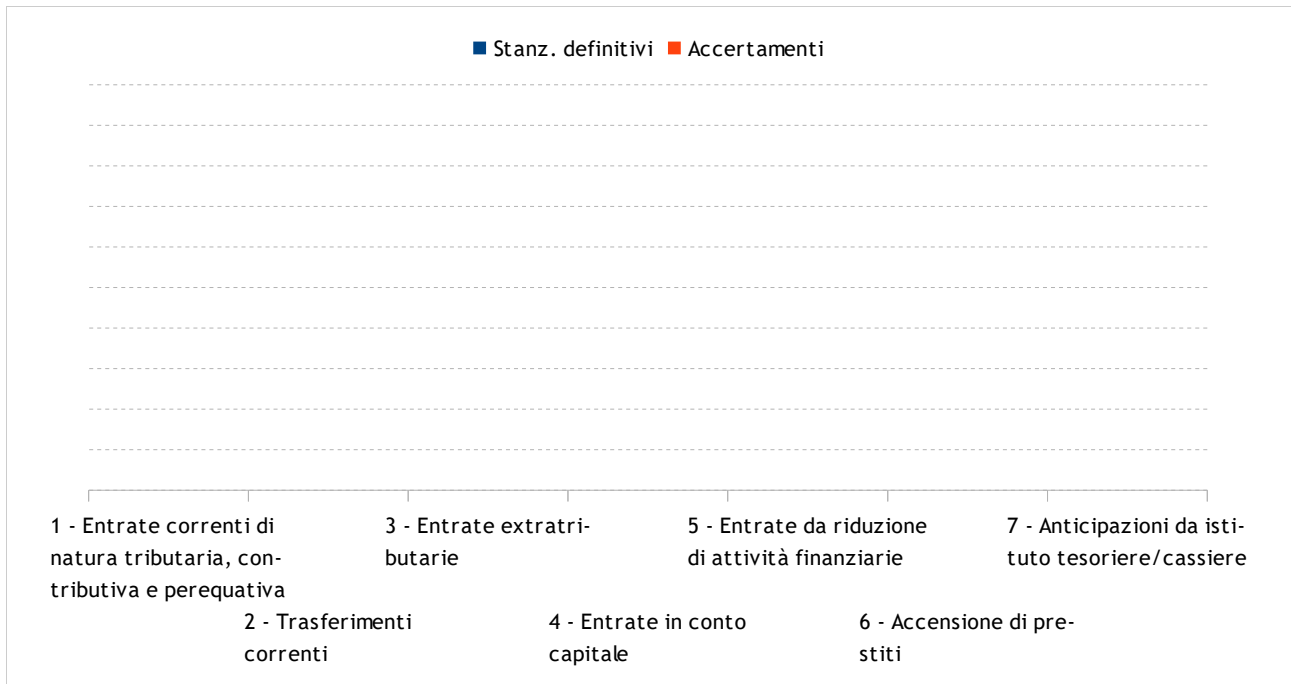 Stanz. definitivi Accertamenti
1 - Entrate correnti di
natura tributaria, con-
tributiva e perequativa
2 - Trasferimenti
correnti
3 - Entrate extratri-
butarie
4 - Entrate in conto
capitale
5 - Entrate da riduzione
di attività finanziarie
6 - Accensione di pre-
stiti
7 - Anticipazioni da isti-
tuto tesoriere/cassiere